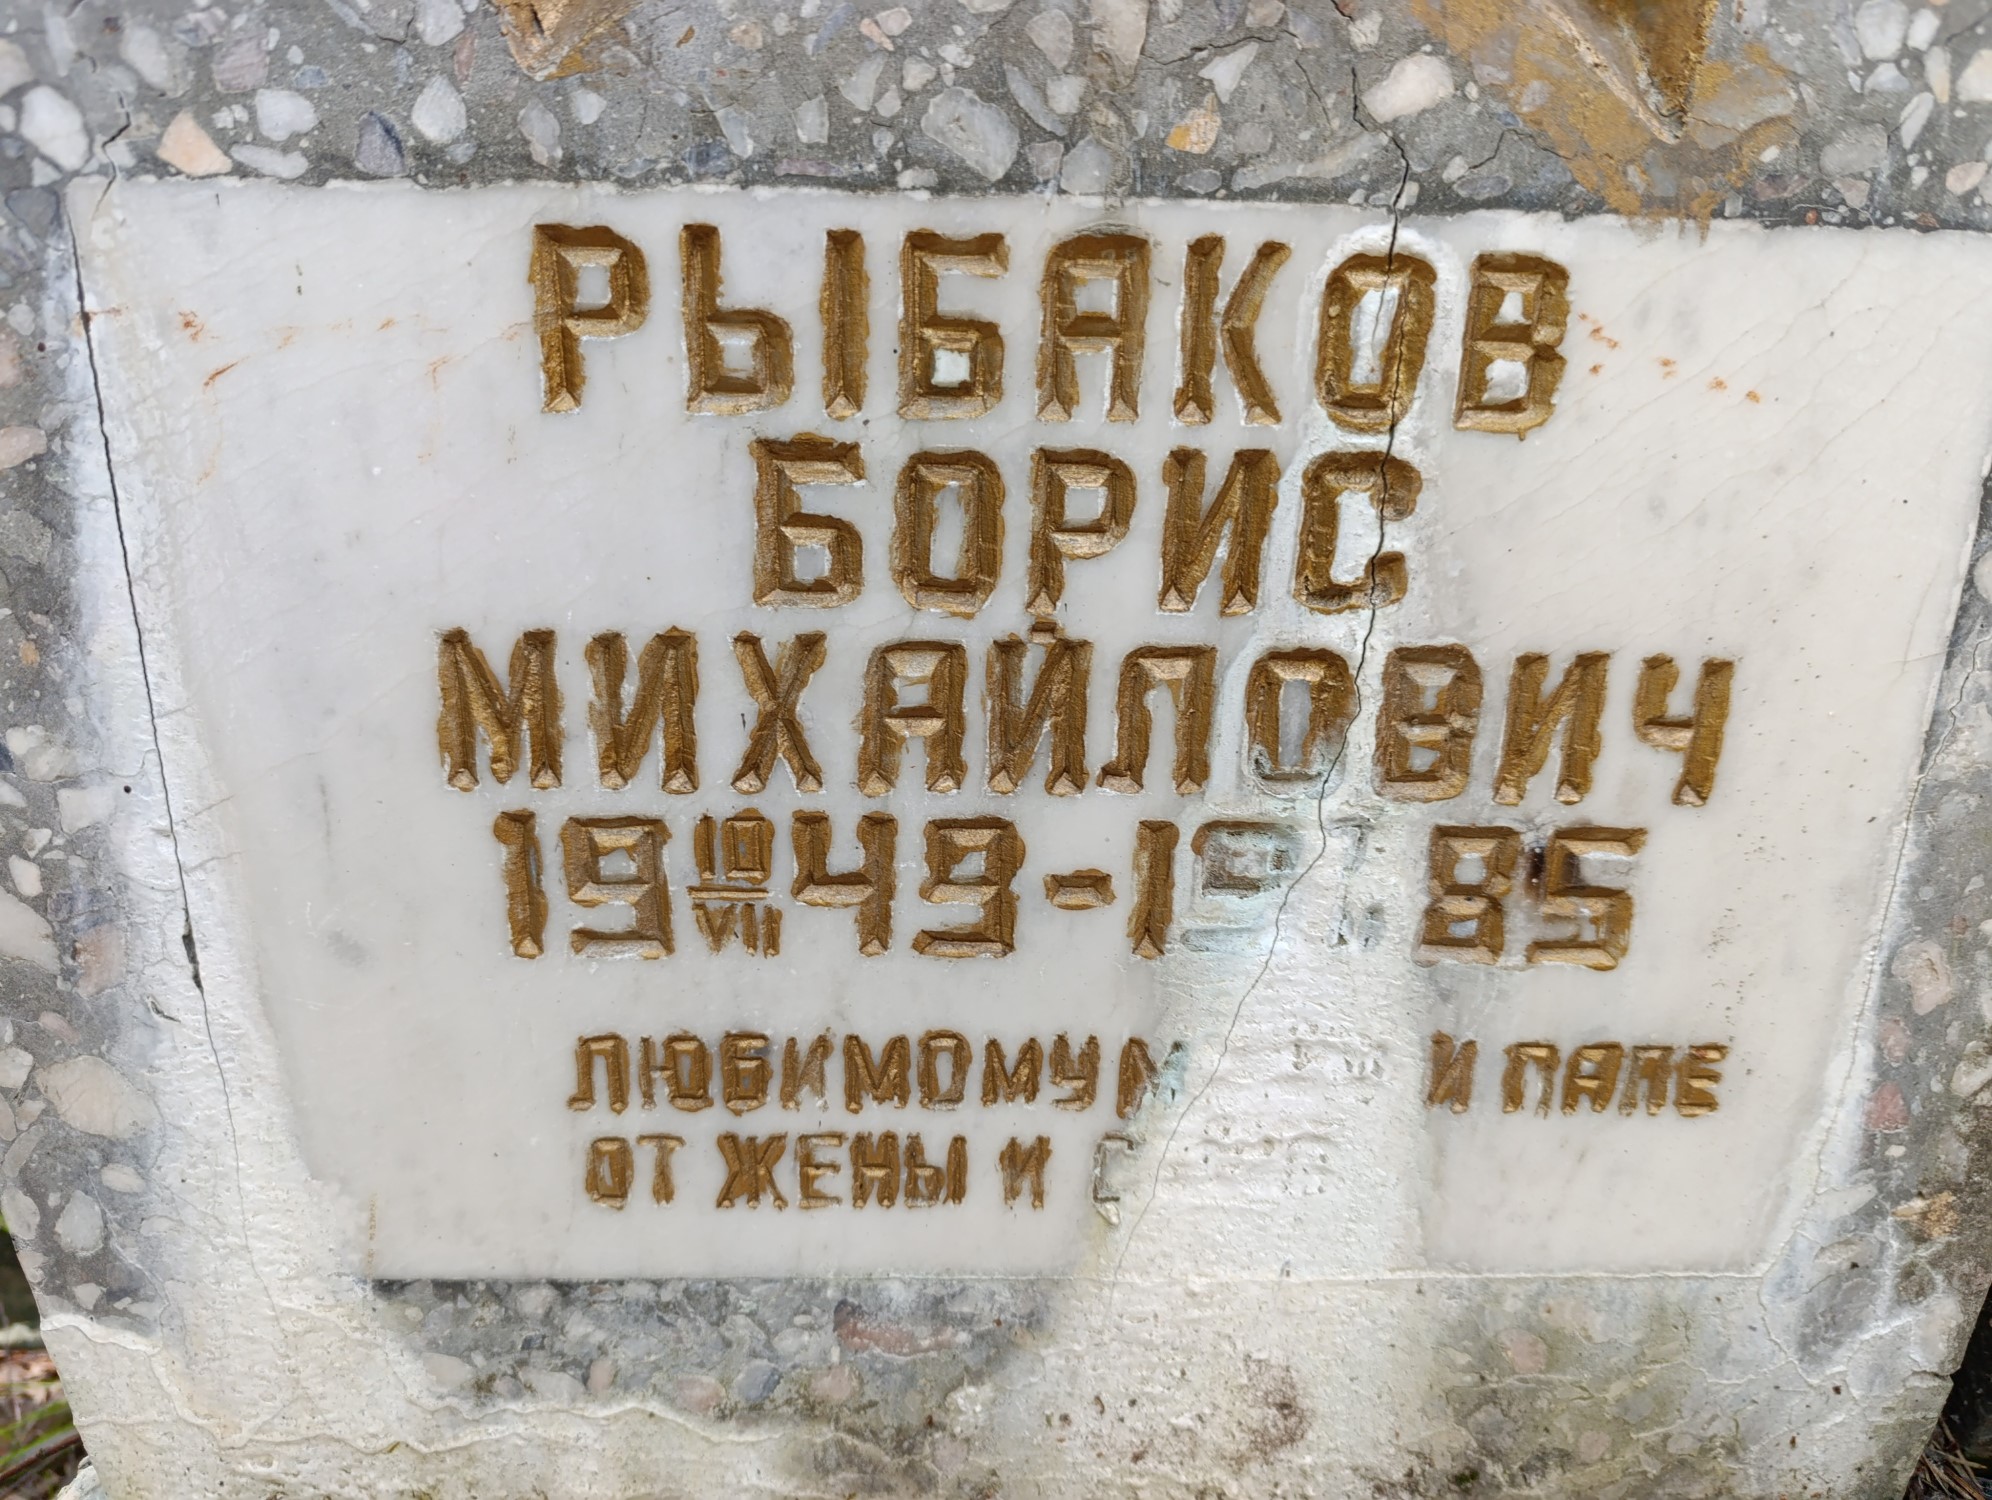 РЫБАКОВ
БОРИС
МИХАЙЛОВИЧ
19 10/VII 49 - 19 85
ЛЮБИМОМУ И ПАПЕ
ОТ ЖЕНЫ И